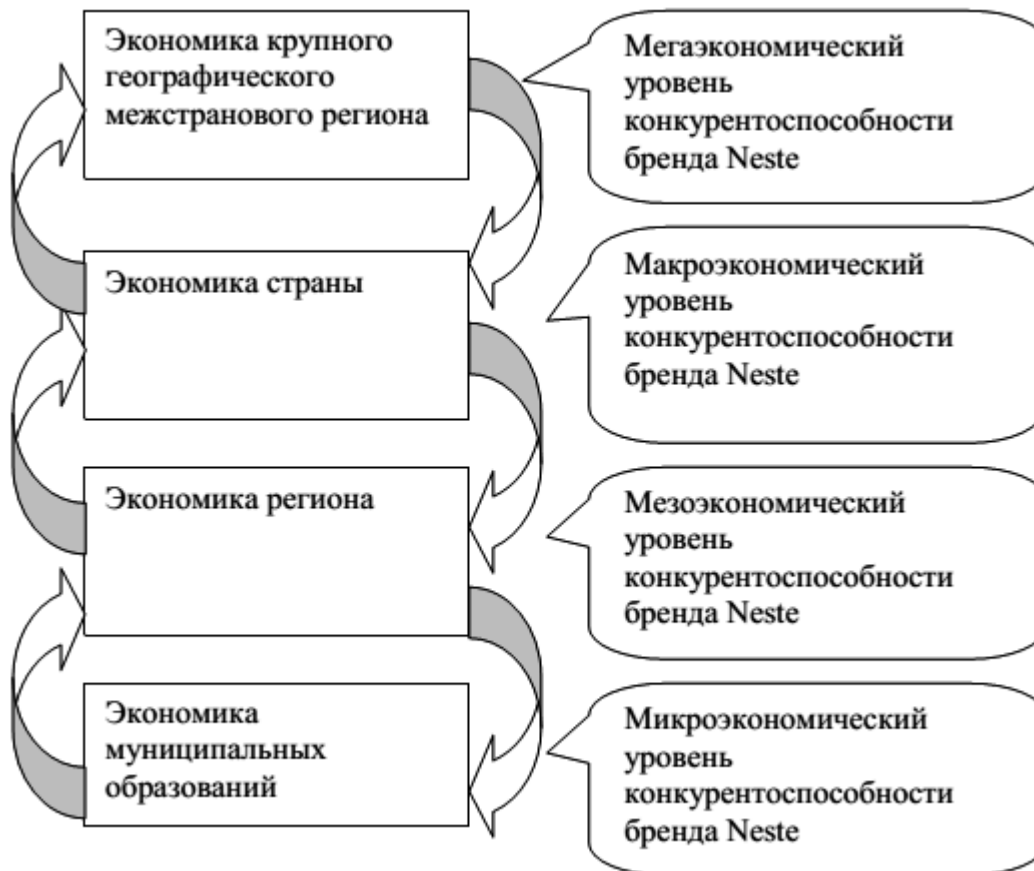 Экономика крупного
географического
межстранового региона
Мегаэкономический
уровень
конкурентоспособности
бренда Neste
Экономика страны
Макроэкономический
уровень
конкурентоспособности
бренда Neste
Экономика региона
Мезоэкономический
уровень
конкурентоспособности
бренда Neste
Экономика
муниципальных
образований
Микроэкономический
уровень
конкурентоспособности
бренда Neste